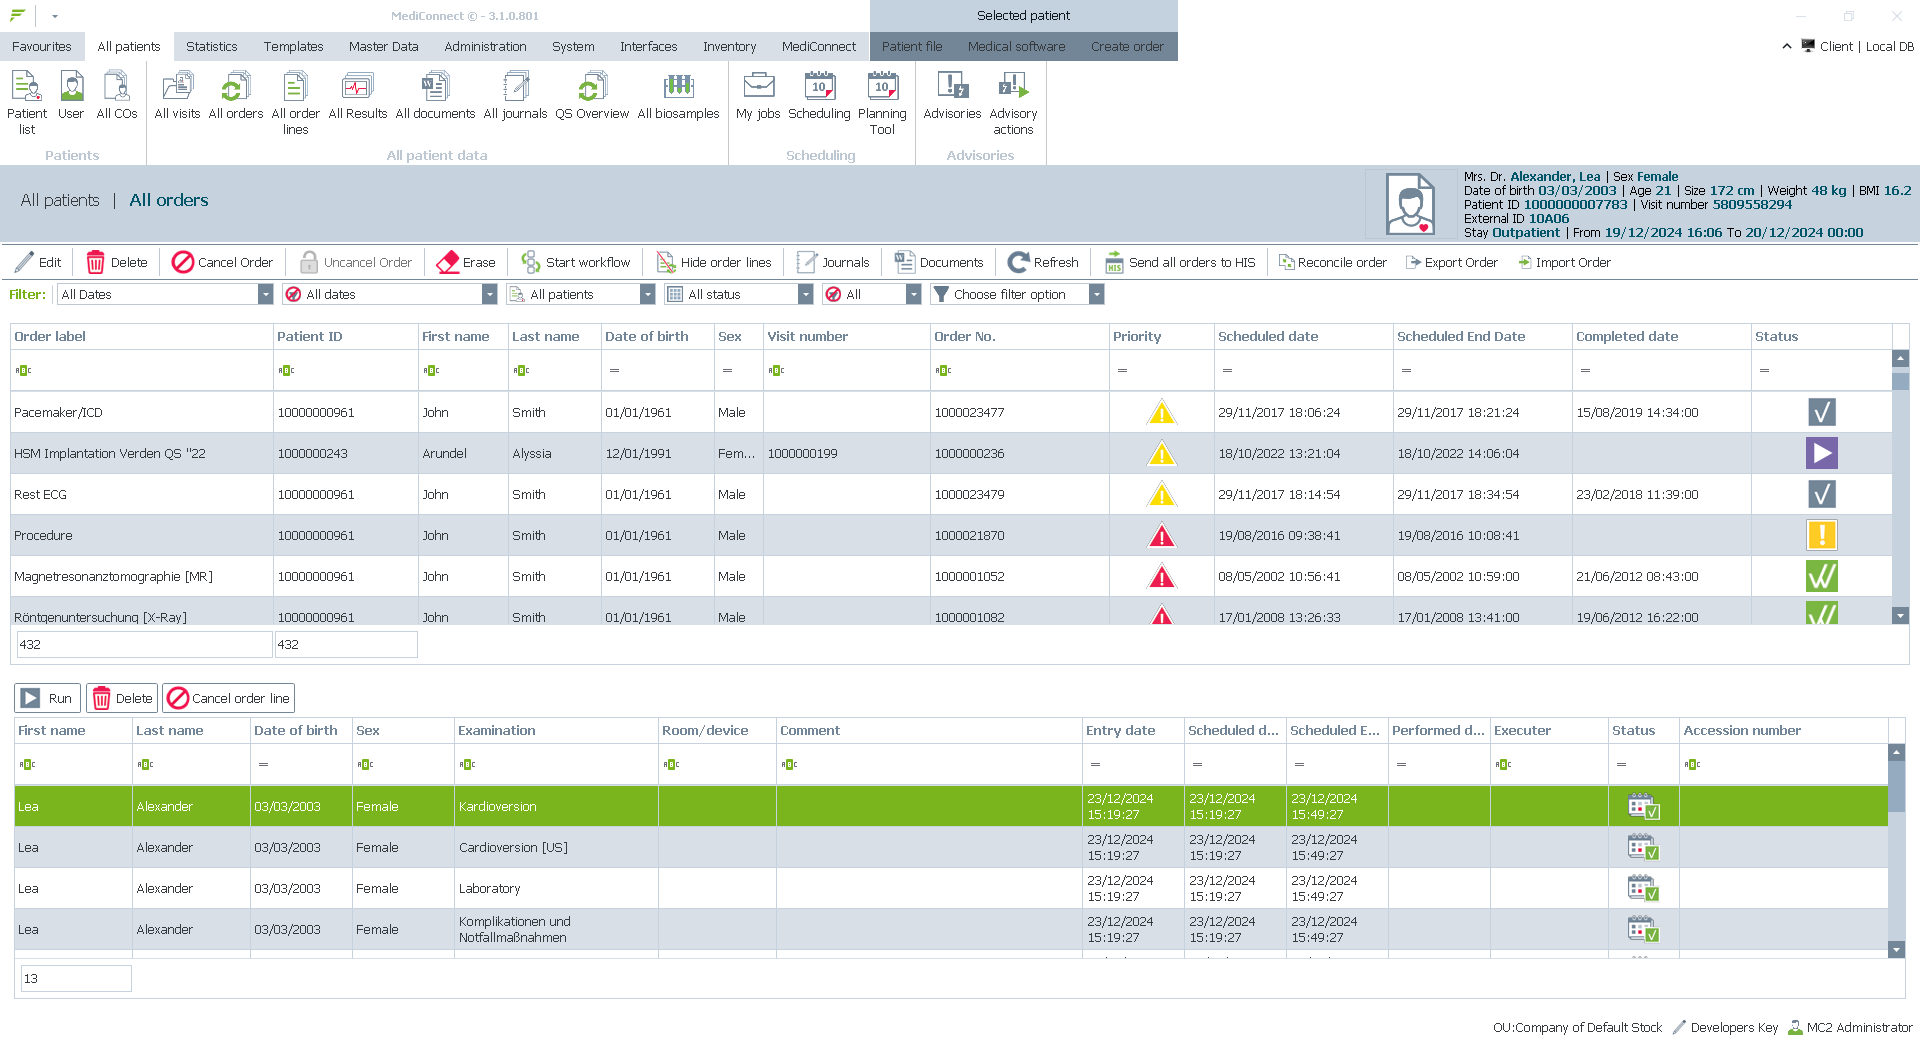 MediConnect © - 3.1.0.801
Selected patient
Favourites All patients Statistics Templates Master Data Administration System Interfaces Inventory MediConnect Patient file Medical software Create order Client | Local DB
Patient list User All COs All visits All orders All order lines All Results All documents All journals QS Overview All biosamples My jobs Scheduling Planning Tool Advisories Advisory actions
Patients All patient data Scheduling Advisories
All patients | All orders
Mrs. Dr. Alexander, Lea | Sex Female
Date of birth 03/03/2003 | Age 21 | Size 172 cm | Weight 48 kg | BMI 16.2
Patient ID 1000000007783 | Visit number 5809558294
External ID 10A06
Stay Outpatient | From 19/12/2024 16:06 To 20/12/2024 00:00
Edit Delete Cancel Order Uncancel Order Erase Start workflow Hide order lines Journals Documents Refresh Send all orders to HIS Reconcile order Export Order Import Order
Filter: All Dates All dates All patients All status All Choose filter option
Order label Patient ID First name Last name Date of birth Sex Visit number Order No. Priority Scheduled date Scheduled End Date Completed date Status
Pacemaker/ICD 10000000961 John Smith 01/01/1961 Male 1000023477 29/11/2017 18:06:24 29/11/2017 18:21:24 15/08/2019 14:34:00
HSM Implantation Verden QS "22 1000000243 Arundel Alyssia 12/01/1991 Fem... 1000000199 1000000236 18/10/2022 13:21:04 18/10/2022 14:06:04
Rest ECG 10000000961 John Smith 01/01/1961 Male 1000023479 29/11/2017 18:14:54 29/11/2017 18:34:54 23/02/2018 11:39:00
Procedure 10000000961 John Smith 01/01/1961 Male 1000021870 19/08/2016 09:38:41 19/08/2016 10:08:41
Magnetresonanztomographie [MR] 10000000961 John Smith 01/01/1961 Male 1000001052 08/05/2002 10:56:41 08/05/2002 10:59:00 21/06/2012 08:43:00
Röntgenuntersuchung [X-Ray] 10000000961 John Smith 01/01/1961 Male 1000001082 17/01/2008 13:26:33 17/01/2008 13:41:00 19/06/2012 16:22:00
432 432
Run Delete Cancel order line
First name Last name Date of birth Sex Examination Room/device Comment Entry date Scheduled d... Scheduled E... Performed d... Executer Status Accession number
Lea Alexander 03/03/2003 Female Kardioversion 23/12/2024 15:19:27 23/12/2024 15:19:27 23/12/2024 15:49:27
Lea Alexander 03/03/2003 Female Cardioversion [US] 23/12/2024 15:19:27 23/12/2024 15:19:27 23/12/2024 15:49:27
Lea Alexander 03/03/2003 Female Laboratory 23/12/2024 15:19:27 23/12/2024 15:19:27 23/12/2024 15:49:27
Lea Alexander 03/03/2003 Female Komplikationen und Notfallmaßnahmen 23/12/2024 15:19:27 23/12/2024 15:19:27 23/12/2024 15:49:27
13
OU:Company of Default Stock Developers Key MC2 Administrator